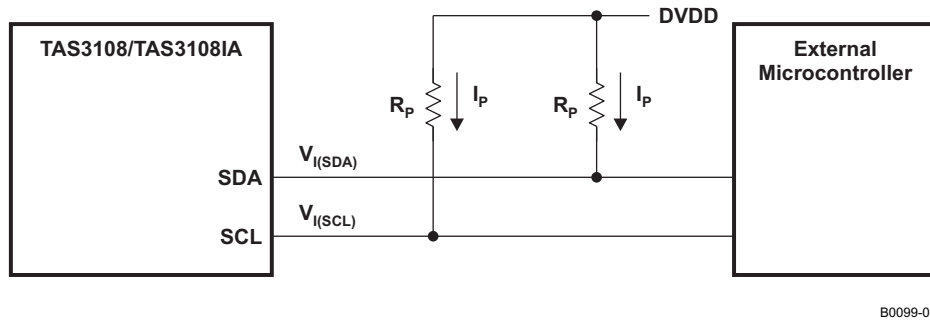 DVDD
TAS3108/TAS3108IA
External
Microcontroller
R_P
I_P
R_P
I_P
V_I(SDA)
SDA
V_I(SCL)
SCL
B0099-0